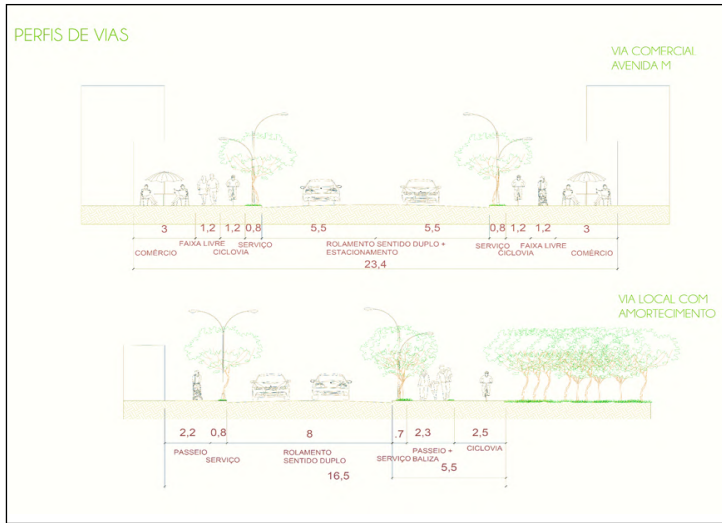 PERFIS DE VIAS
VIA COMERCIAL
AVENIDA M
3 1,2 1,2 0,8 5,5 5,5 0,8 1,2 1,2 3
COMÉRCIO FAIXA LIVRE CICLOVIA SERVIÇO ROLAMENTO SENTIDO DUPLO + SERVIÇO CICLOVIA FAIXA LIVRE COMÉRCIO
ESTACIONAMENTO
23,4
VIA LOCAL COM
AMORTECIMENTO
2,2 0,8 8 .7 2,3 2,5
PASSEIO SERVIÇO ROLAMENTO SERVIÇO PASSEIO + CICLOVIA
SENTIDO DUPLO BALIZA
16,5 5,5